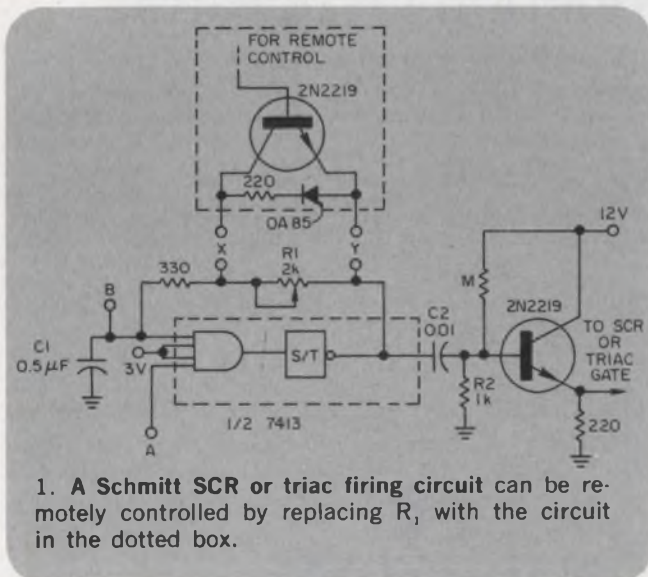 FOR REMOTE
CONTROL
2N2219
220
OA 85
X
Y
R1
2k
330
B
12V
M
2N2219
C1
0.5μF
3V
S/T
C2
0.01
TO SCR
OR
TRIAC
GATE
R2
1k
220
A
1/2 7413
1. A Schmitt SCR or triac firing circuit can be re-
motely controlled by replacing R₁ with the circuit
in the dotted box.